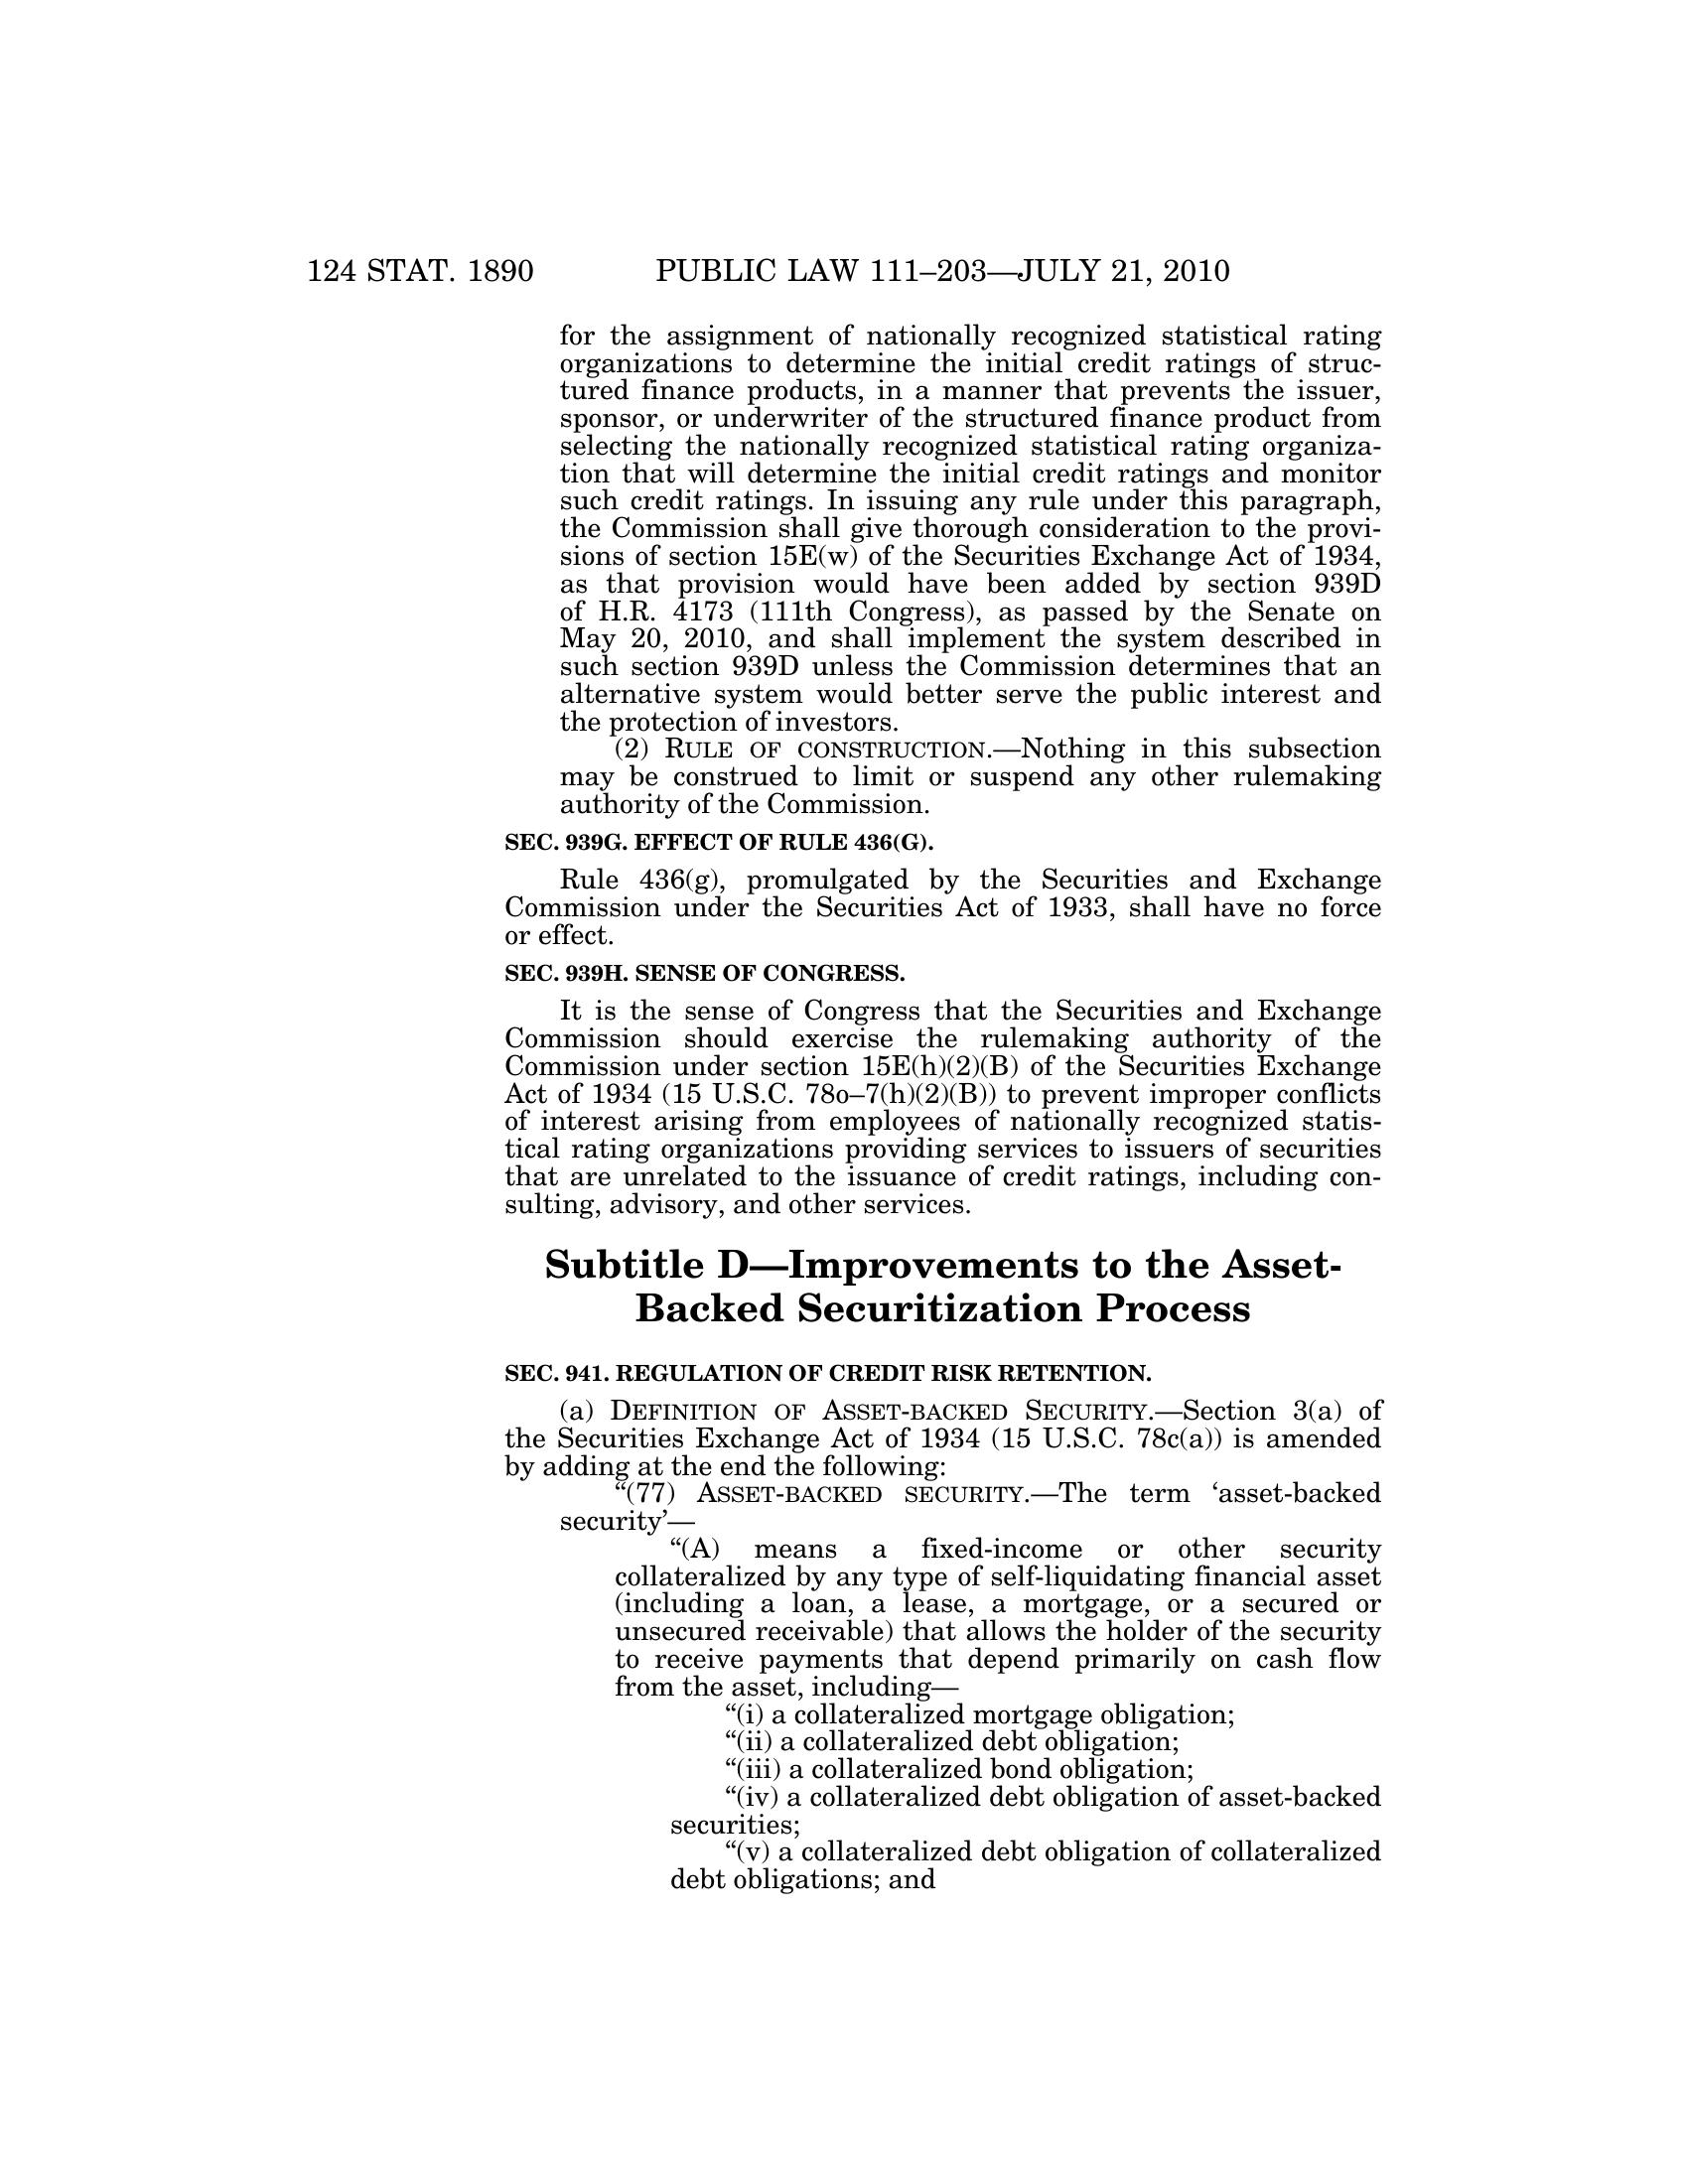 124 STAT. 1890 PUBLIC LAW 111–203—JULY 21, 2010
for the assignment of nationally recognized statistical rating
organizations to determine the initial credit ratings of struc-
tured finance products, in a manner that prevents the issuer,
sponsor, or underwriter of the structured finance product from
selecting the nationally recognized statistical rating organiza-
tion that will determine the initial credit ratings and monitor
such credit ratings. In issuing any rule under this paragraph,
the Commission shall give thorough consideration to the provi-
sions of section 15E(w) of the Securities Exchange Act of 1934,
as that provision would have been added by section 939D
of H.R. 4173 (111th Congress), as passed by the Senate on
May 20, 2010, and shall implement the system described in
such section 939D unless the Commission determines that an
alternative system would better serve the public interest and
the protection of investors.
(2) RULE OF CONSTRUCTION.—Nothing in this subsection
may be construed to limit or suspend any other rulemaking
authority of the Commission.
SEC. 939G. EFFECT OF RULE 436(G).
Rule 436(g), promulgated by the Securities and Exchange
Commission under the Securities Act of 1933, shall have no force
or effect.
SEC. 939H. SENSE OF CONGRESS.
It is the sense of Congress that the Securities and Exchange
Commission should exercise the rulemaking authority of the
Commission under section 15E(h)(2)(B) of the Securities Exchange
Act of 1934 (15 U.S.C. 78o–7(h)(2)(B)) to prevent improper conflicts
of interest arising from employees of nationally recognized statis-
tical rating organizations providing services to issuers of securities
that are unrelated to the issuance of credit ratings, including con-
sulting, advisory, and other services.
Subtitle D—Improvements to the Asset-
Backed Securitization Process
SEC. 941. REGULATION OF CREDIT RISK RETENTION.
(a) DEFINITION OF ASSET-BACKED SECURITY.—Section 3(a) of
the Securities Exchange Act of 1934 (15 U.S.C. 78c(a)) is amended
by adding at the end the following:
“(77) ASSET-BACKED SECURITY.—The term ‘asset-backed
security’—
“(A) means a fixed-income or other security
collateralized by any type of self-liquidating financial asset
(including a loan, a lease, a mortgage, or a secured or
unsecured receivable) that allows the holder of the security
to receive payments that depend primarily on cash flow
from the asset, including—
“(i) a collateralized mortgage obligation;
“(ii) a collateralized debt obligation;
“(iii) a collateralized bond obligation;
“(iv) a collateralized debt obligation of asset-backed
securities;
“(v) a collateralized debt obligation of collateralized
debt obligations; and